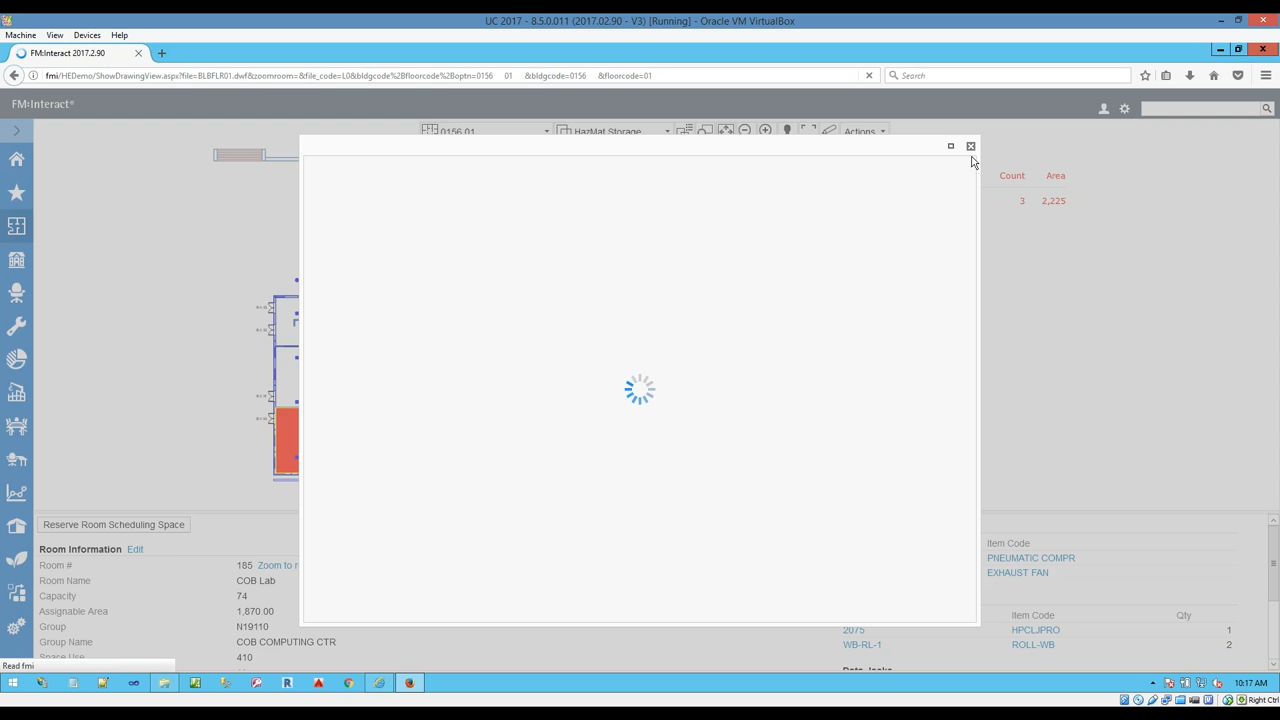 UC 2017 - 8.5.0.011 (2017.02.90 - V3) [Running] - Oracle VM VirtualBox
Machine View Devices Help
FM:Interact 2017.2.90
fmi/HEDemo/ShowDrawingView.aspx?file=BLBFLR01.dwf&zoomroom=&file_code=L0&bldgcode%2Bfloorcode%2Boptn=0156 01 &bldgcode=0156 &floorcode=01
Search
FM:Interact®
0156 01 HazMat Storage Actions
Count Area
3 2,225
Reserve Room Scheduling Space
Room Information Edit
Room # 185 Zoom to r
Room Name COB Lab
Capacity 74
Assignable Area 1,870.00
Group N19110
Group Name COB COMPUTING CTR
Space Use 410
Item Code
PNEUMATIC COMPR
EXHAUST FAN
Item Code Qty
2075 HPCLJPRO 1
WB-RL-1 ROLL-WB 2
Data Jacks
Read fmi
10:17 AM
Right Ctrl